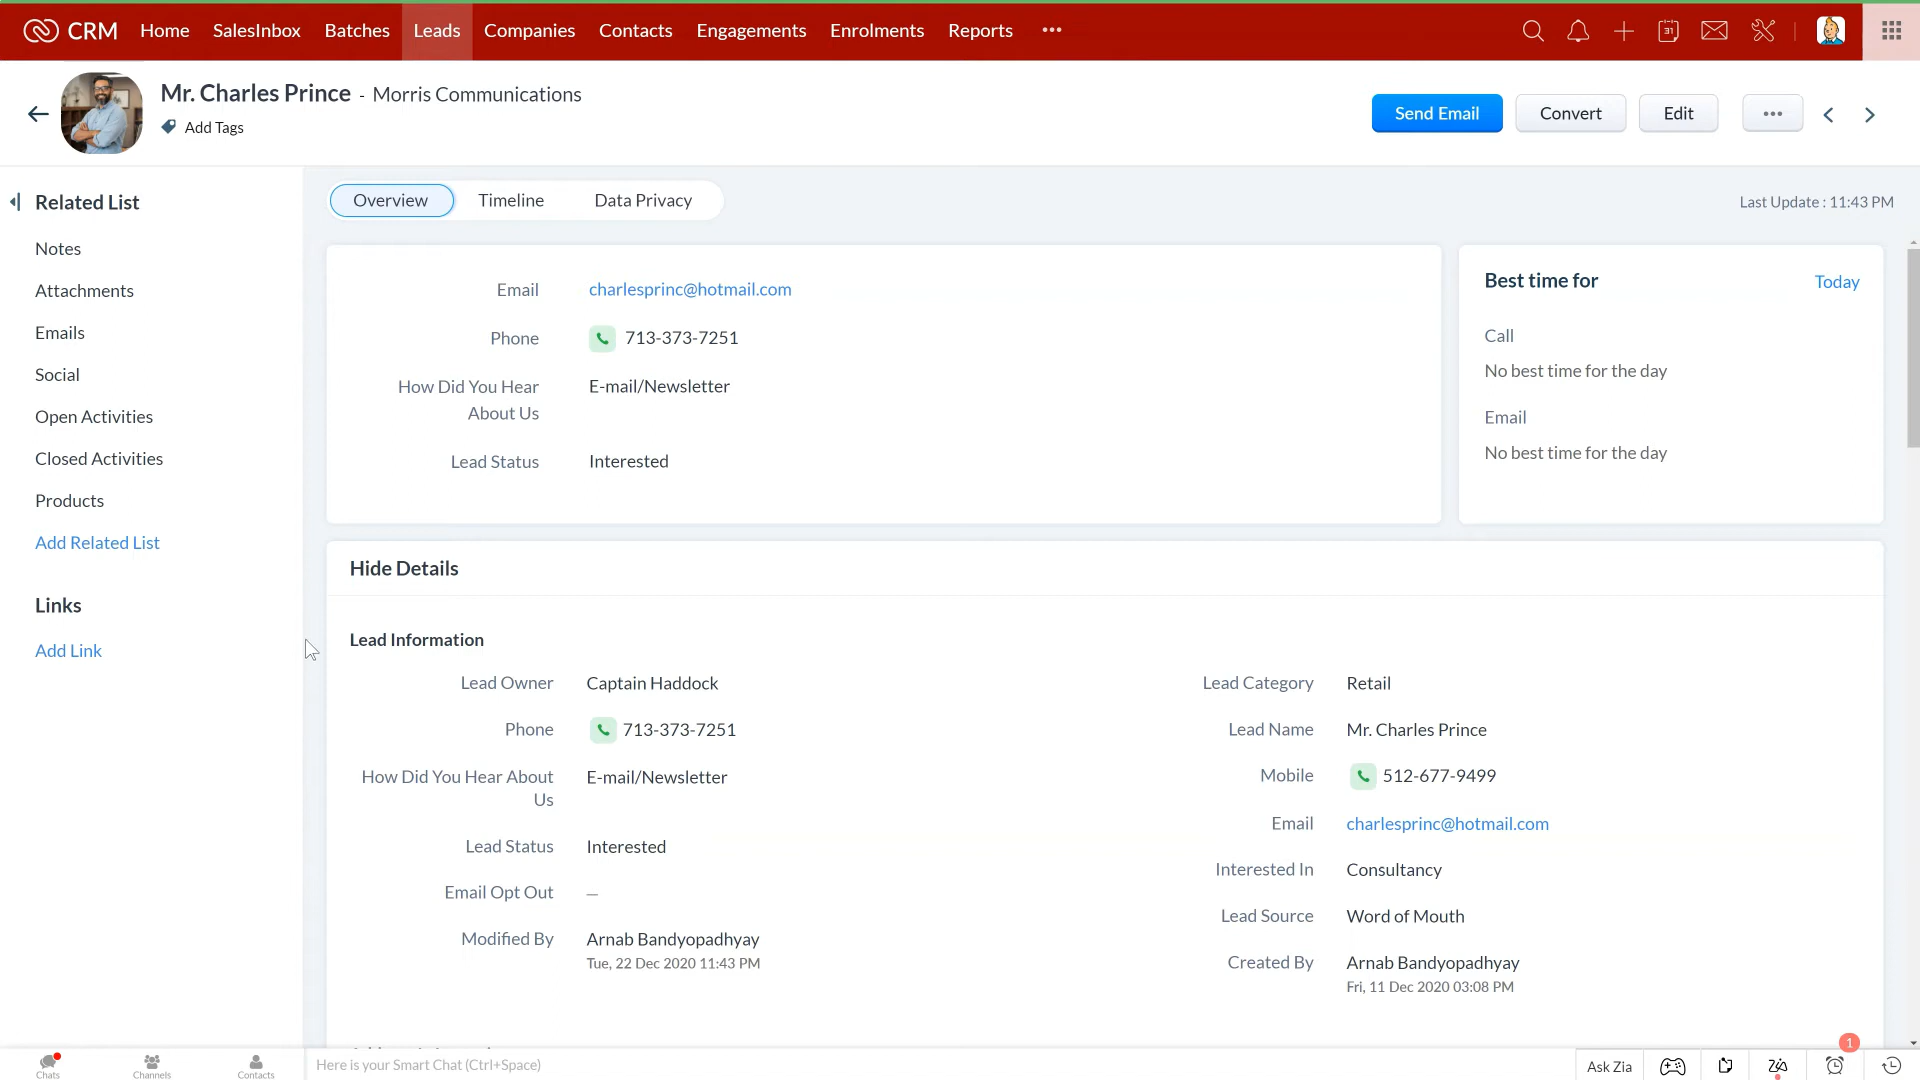 CRM Home SalesInbox Batches Leads Companies Contacts Engagements Enrolments Reports ••• 31
Mr. Charles Prince - Morris Communications
Add Tags
Send Email Convert Edit •••
Related List
Notes
Attachments
Emails
Social
Open Activities
Closed Activities
Products
Add Related List
Links
Add Link
Overview Timeline Data Privacy
Last Update : 11:43 PM
Email charlesprinc@hotmail.com
Phone 713-373-7251
How Did You Hear E-mail/Newsletter
About Us
Lead Status Interested
Best time for Today
Call
No best time for the day
Email
No best time for the day
Hide Details
Lead Information
Lead Owner Captain Haddock
Phone 713-373-7251
How Did You Hear About E-mail/Newsletter
Us
Lead Status Interested
Email Opt Out —
Modified By Arnab Bandyopadhyay
Tue, 22 Dec 2020 11:43 PM
Lead Category Retail
Lead Name Mr. Charles Prince
Mobile 512-677-9499
Email charlesprinc@hotmail.com
Interested In Consultancy
Lead Source Word of Mouth
Created By Arnab Bandyopadhyay
Fri, 11 Dec 2020 03:08 PM
Chats Channels Contacts
Here is your Smart Chat (Ctrl+Space)
Ask Zia
1